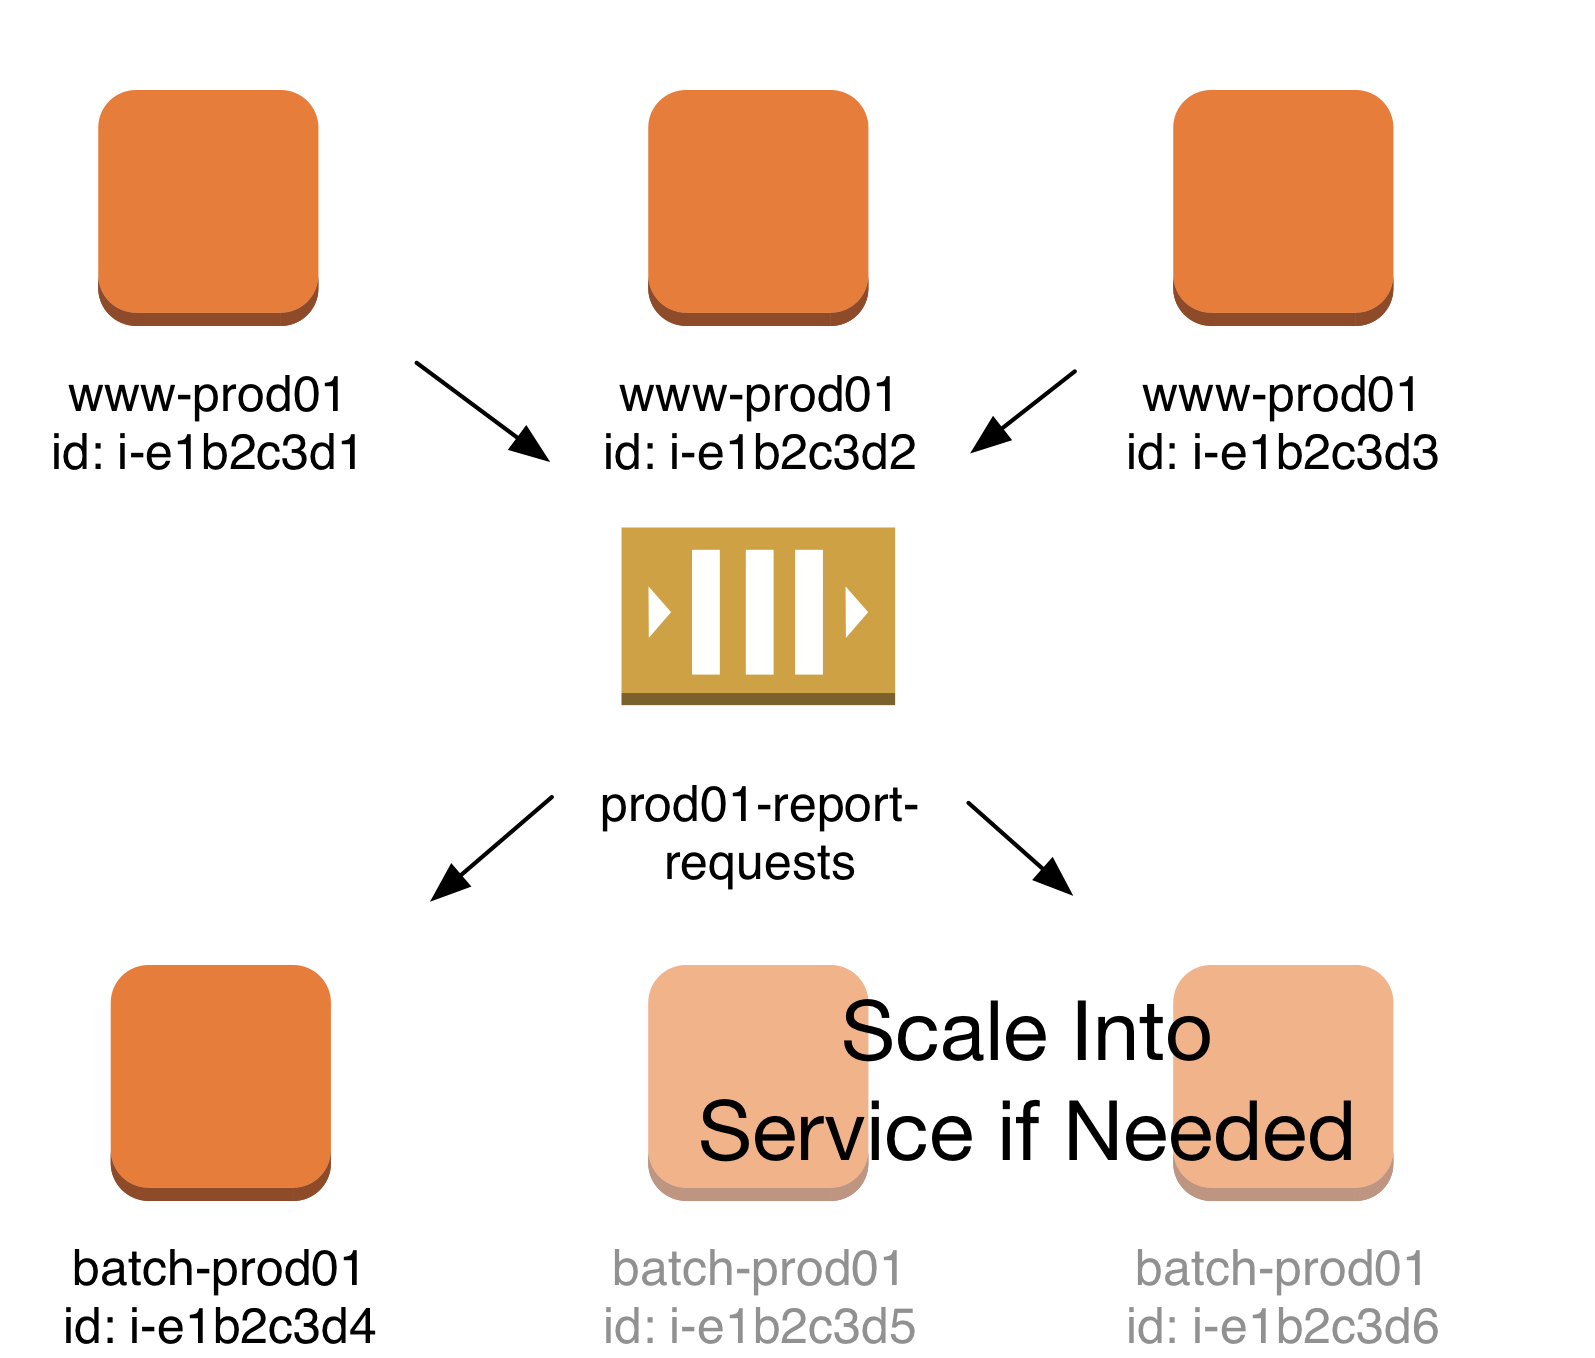 www-prod01
id: i-e1b2c3d1
www-prod01
id: i-e1b2c3d2
www-prod01
id: i-e1b2c3d3
prod01-report-
requests
Scale Into
Service if Needed
batch-prod01
id: i-e1b2c3d4
batch-prod01
id: i-e1b2c3d5
batch-prod01
id: i-e1b2c3d6